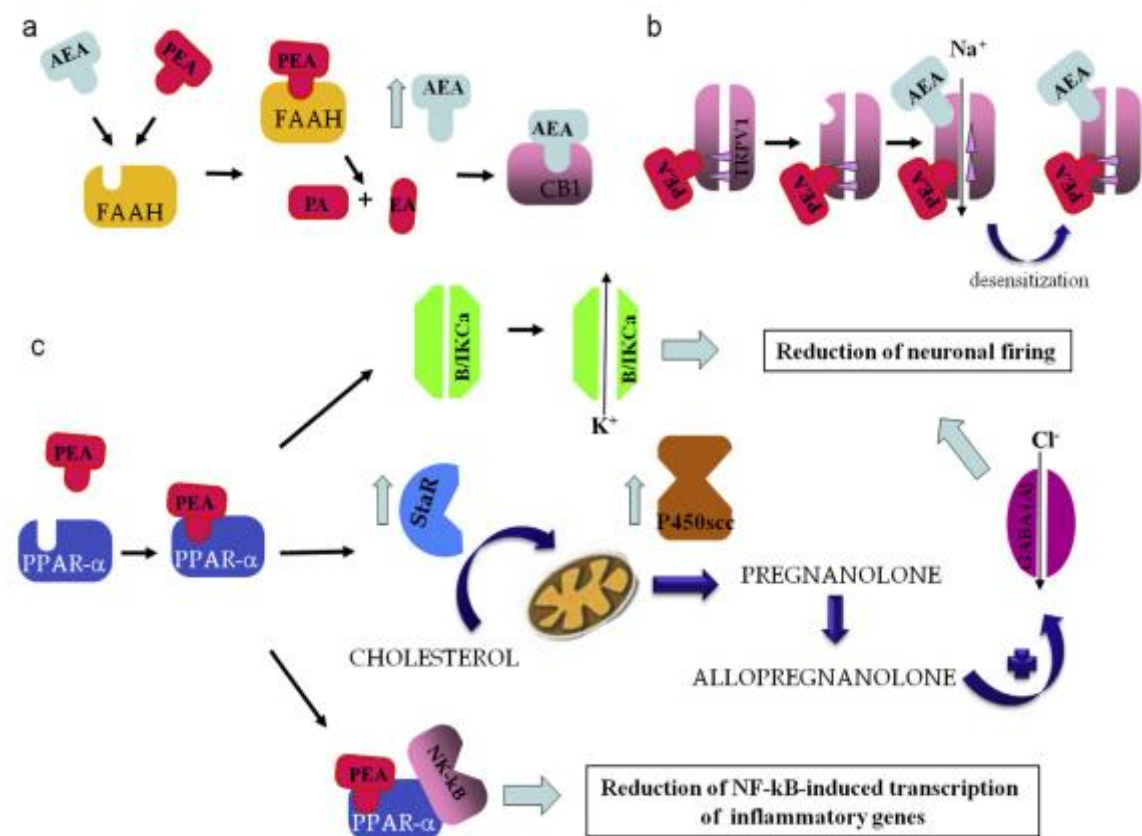 a
AEA
PEA
FAAH
PEA
FAAH
AEA
PA
+
EA
AEA
CB1
b
TRPV1
PEA
PEA
AEA
Na⁺
PEA
AEA
PEA
desensitization
c
B/IKCa
B/IKCa
K⁺
Reduction of neuronal firing
PEA
PPAR-α
PEA
PPAR-α
StaR
P450scc
CHOLESTEROL
PREGNANOLONE
ALLOPREGNANOLONE
Cl⁻
GABA(A)
PEA
PPAR-α
NK-kB
Reduction of NF-kB-induced transcription
of inflammatory genes